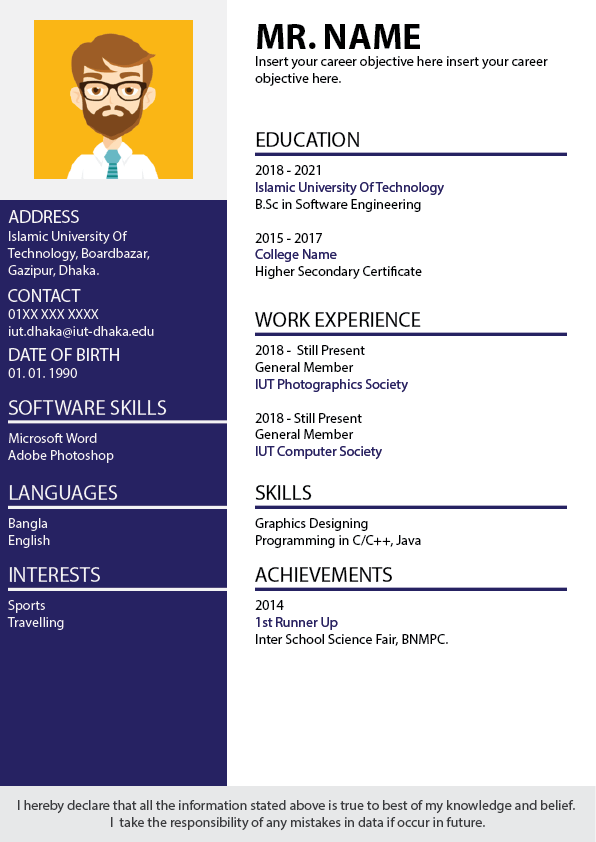 MR. NAME
Insert your career objective here insert your career
objective here.
ADDRESS
Islamic University Of
Technology, Boardbazar,
Gazipur, Dhaka.
CONTACT
01XX XXX XXXX
iut.dhaka@iut-dhaka.edu
DATE OF BIRTH
01. 01. 1990
SOFTWARE SKILLS
Microsoft Word
Adobe Photoshop
LANGUAGES
Bangla
English
INTERESTS
Sports
Travelling
EDUCATION
2018 - 2021
Islamic University Of Technology
B.Sc in Software Engineering
2015 - 2017
College Name
Higher Secondary Certificate
WORK EXPERIENCE
2018 -  Still Present
General Member
IUT Photographics Society
2018 - Still Present
General Member
IUT Computer Society
SKILLS
Graphics Designing
Programming in C/C++, Java
ACHIEVEMENTS
2014
1st Runner Up
Inter School Science Fair, BNMPC.
I hereby declare that all the information stated above is true to best of my knowledge and belief.
I  take the responsibility of any mistakes in data if occur in future.